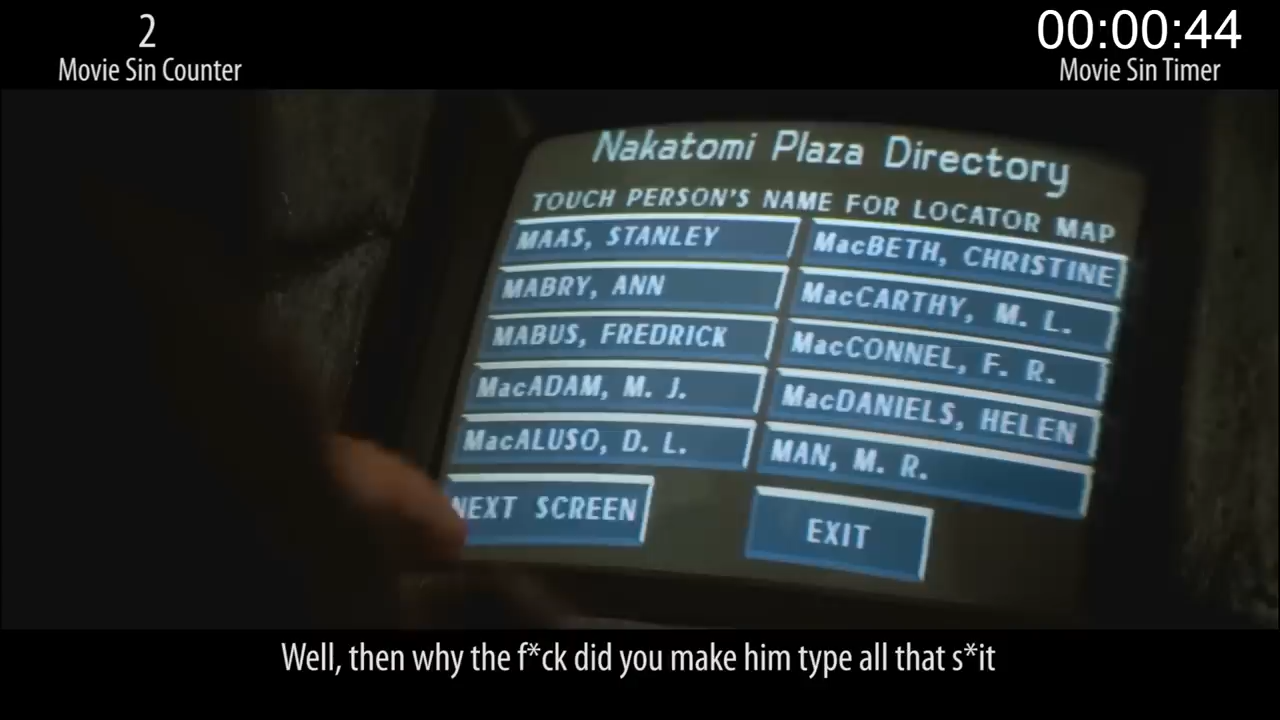 2
Movie Sin Counter
00:00:44
Movie Sin Timer
Nakatomi Plaza Directory
TOUCH PERSON'S NAME FOR LOCATOR MAP
MAAS, STANLEY
MacBETH, CHRISTINE
MABRY, ANN
MacCARTHY, M. L.
MABUS, FREDRICK
MacCONNEL, F. R.
MacADAM, M. J.
MacDANIELS, HELEN
MacALUSO, D. L.
MAN, M. R.
NEXT SCREEN
EXIT
Well, then why the f*ck did you make him type all that s*it